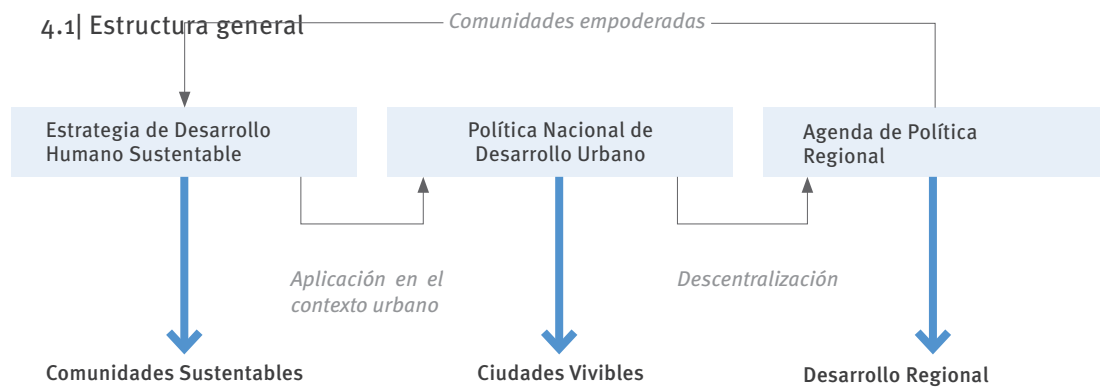 4.1| Estructura general
Comunidades empoderadas
Estrategia de Desarrollo
Humano Sustentable
Política Nacional de
Desarrollo Urbano
Agenda de Política
Regional
Aplicación en el
contexto urbano
Descentralización
Comunidades Sustentables
Ciudades Vivibles
Desarrollo Regional